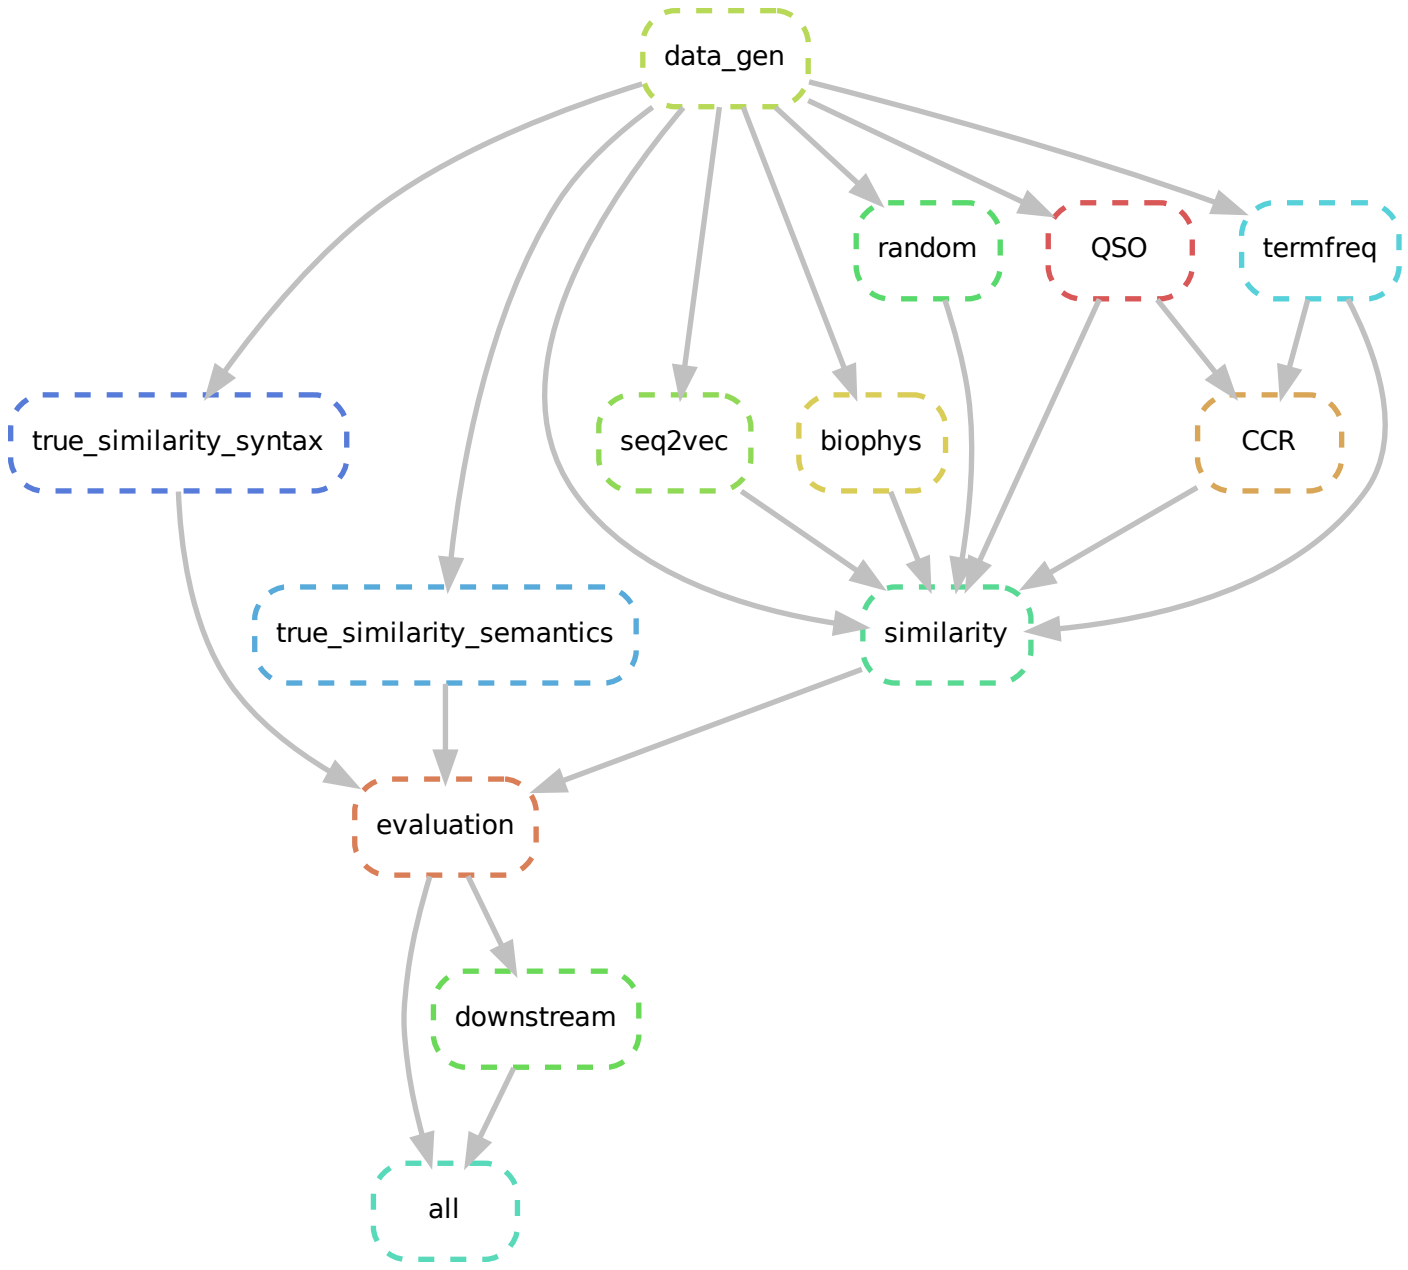 data_gen
random
QSO
termfreq
true_similarity_syntax
seq2vec
biophys
CCR
true_similarity_semantics
similarity
evaluation
downstream
all